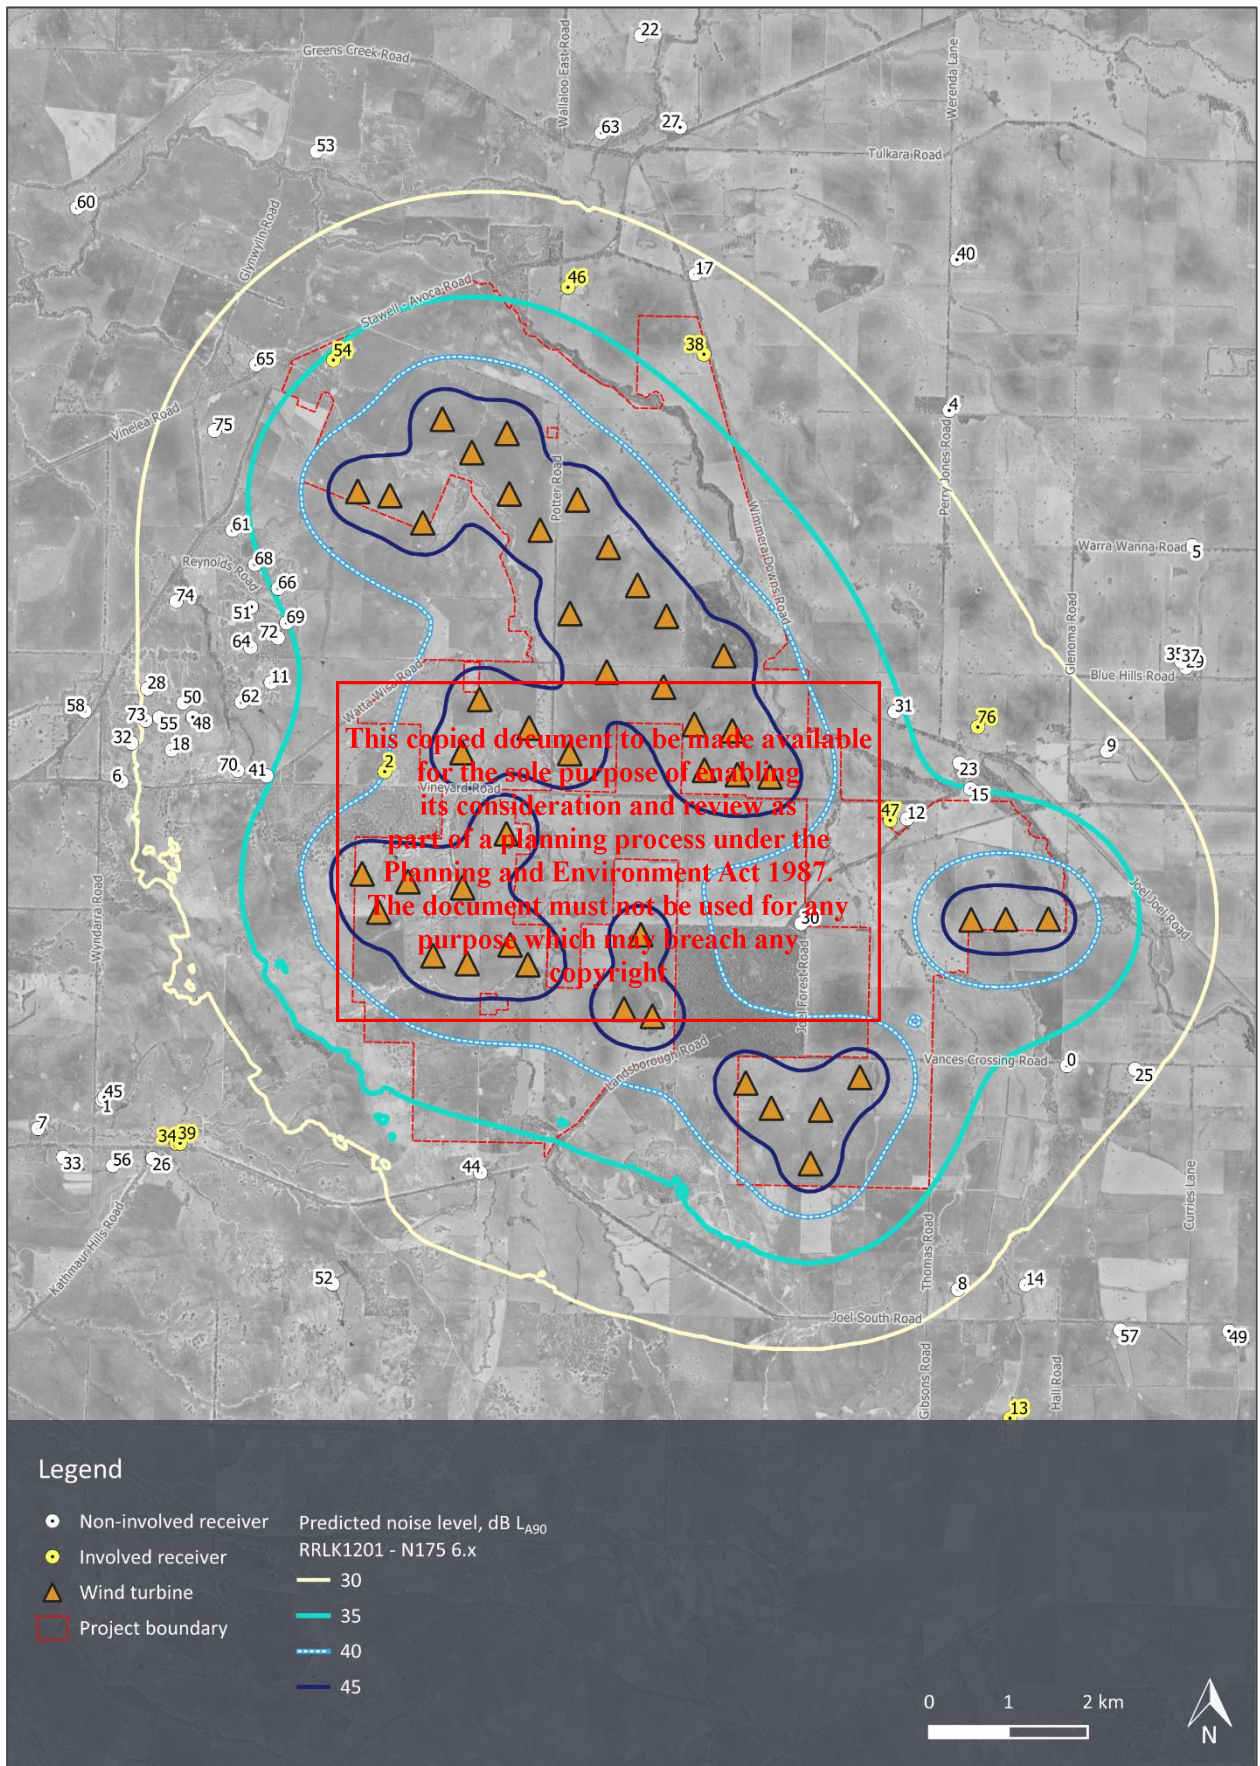 22
Greens Creek Road
Wallaloo East Road
Werenda Lane
63
27
53
Tulkara Road
60
Glynwylln Road
40
17
46
Stawell - Avoca Road
38
54
65
4
Vinelea Road
75
Perry Jones Road
Potter Road
61
Wimmera Downs Road
Warra Wanna Road
5
Reynolds Road
68
66
74
51
69
72
64
Glenoma Road
35
37
29
Blue Hills Road
11
28
50
62
Watta Wisa Road
58
73
55
48
31
76
32
18
9
6
70
41
2
23
15
Vineyard Road
47
12
This copied document to be made available
for the sole purpose of enabling
its consideration and review as
part of a planning process under the
Planning and Environment Act 1987.
The document must not be used for any
purpose which may breach any
copyright
30
Joel Joel Road
Wyndarra Road
Joel Forest Road
Landsborough Road
Vances Crossing Road
0
25
45
1
7
34
39
33
56
26
44
Curries Lane
Kathmaur Hills Road
Thomas Road
52
8
14
Joel South Road
57
49
Gibsons Road
Hall Road
13
Legend
Non-involved receiver
Involved receiver
Wind turbine
Project boundary
Predicted noise level, dB LA90
RRLK1201 - N175 6.x
30
35
40
45
0 1 2 km
N